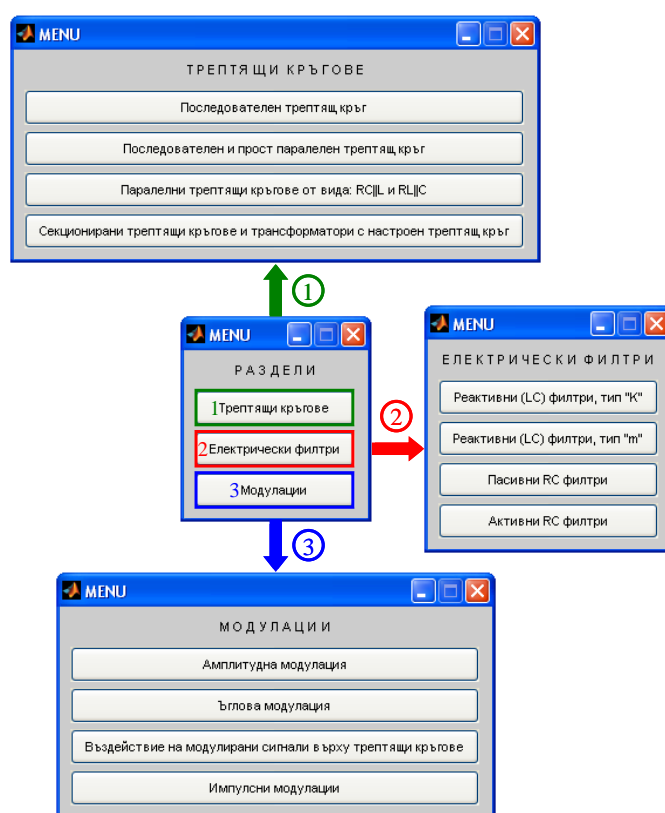 MENU
ТРЕПТЯЩИ КРЪГОВЕ
Последователен трептящ кръг
Последователен и прост паралелен трептящ кръг
Паралелни трептящи кръгове от вида: RC||L и RL||C
Секционирани трептящи кръгове и трансформатори с настроен трептящ кръг
1
MENU
РАЗДЕЛИ
1Трептящи кръгове
2Електрически филтри
3Модулации
2
MENU
ЕЛЕКТРИЧЕСКИ ФИЛТРИ
Реактивни (LC) филтри, тип "K"
Реактивни (LC) филтри, тип "m"
Пасивни RC филтри
Активни RC филтри
3
MENU
МОДУЛАЦИИ
Амплитудна модулация
Ъглова модулация
Въздействие на модулирани сигнали върху трептящи кръгове
Импулсни модулации